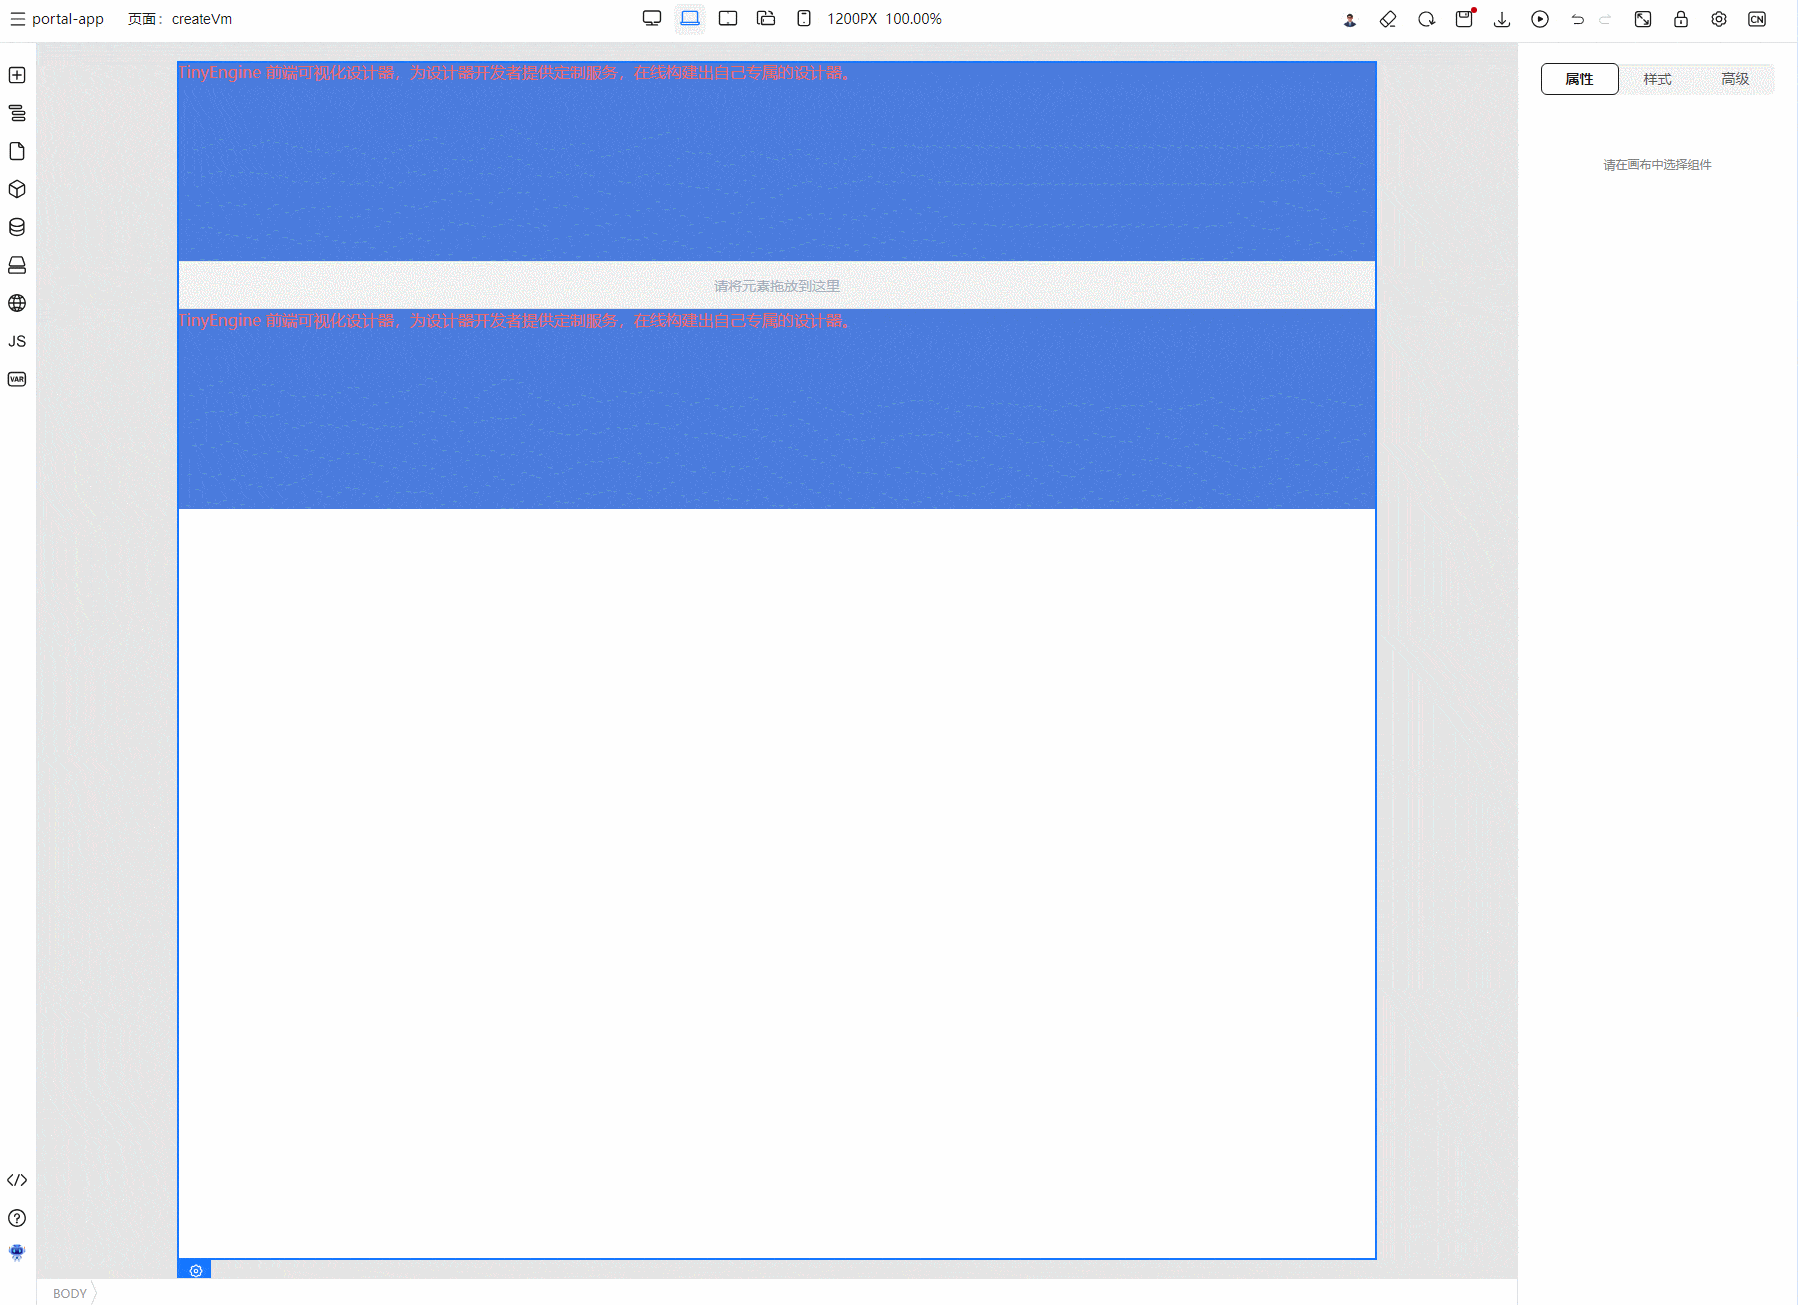 portal-app 页面：createVm 1200PX 100.00% CN
属性 样式 高级
TinyEngine 前端可视化设计器，为设计器开发者提供定制服务，在线构建出自己专属的设计器。
请在画布中选择组件
请将元素拖放到这里
TinyEngine 前端可视化设计器，为设计器开发者提供定制服务，在线构建出自己专属的设计器。
JS
VAR
BODY